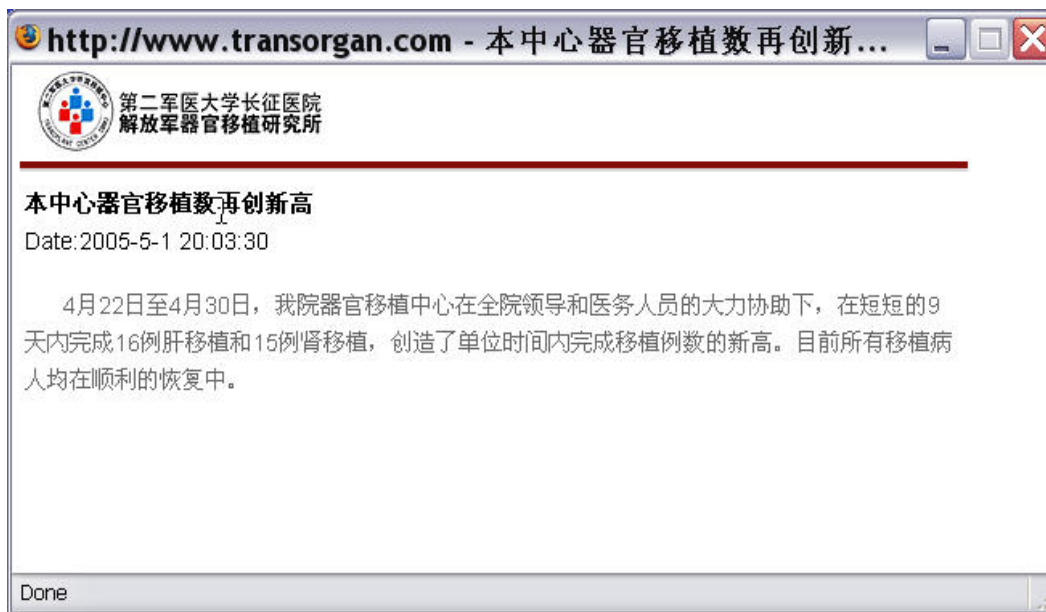 http://www.transorgan.com - 本中心器官移植数再创新...
第二军医大学长征医院
解放军器官移植研究所
本中心器官移植数再创新高
Date:2005-5-1 20:03:30
4月22日至4月30日，我院器官移植中心在全院领导和医务人员的大力协助下，在短短的9
天内完成16例肝移植和15例肾移植，创造了单位时间内完成移植例数的新高。目前所有移植病
人均在顺利的恢复中。
Done